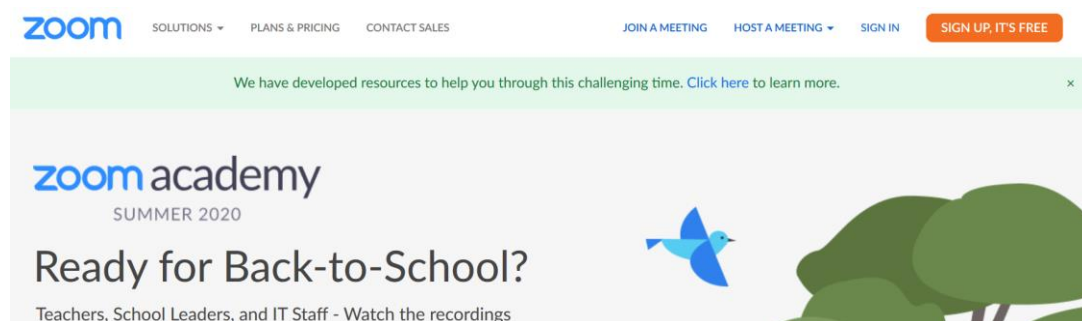 zoom SOLUTIONS PLANS & PRICING CONTACT SALES JOIN A MEETING HOST A MEETING SIGN IN SIGN UP, IT'S FREE
We have developed resources to help you through this challenging time. Click here to learn more. ×
zoom academy
SUMMER 2020
Ready for Back-to-School?
Teachers, School Leaders, and IT Staff - Watch the recordings